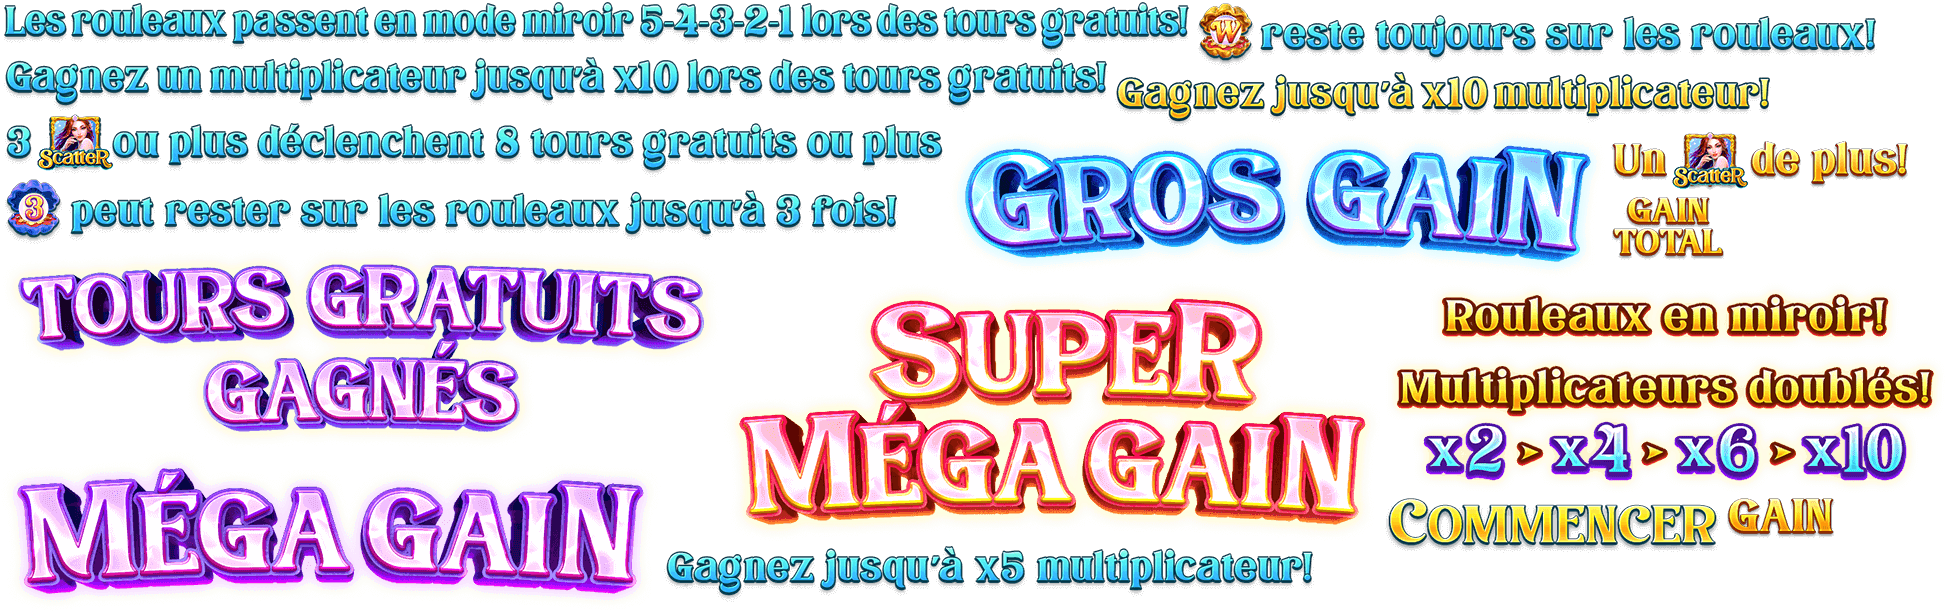 Les rouleaux passent en mode miroir 5-4-3-2-1 lors des tours gratuits!
W reste toujours sur les rouleaux!
Gagnez un multiplicateur jusqu'à x10 lors des tours gratuits!
Gagnez jusqu'à x10 multiplicateur!
3 SCATTER ou plus déclenchent 8 tours gratuits ou plus
GROS GAIN
Un SCATTER de plus!
GAIN
TOTAL
3 peut rester sur les rouleaux jusqu'à 3 fois!
TOURS GRATUITS
GAGNÉS
SUPER
MÉGA GAIN
Rouleaux en miroir!
Multiplicateurs doublés!
x2 > x4 > x6 > x10
COMMENCER
GAIN
MÉGA GAIN
Gagnez jusqu'à x5 multiplicateur!